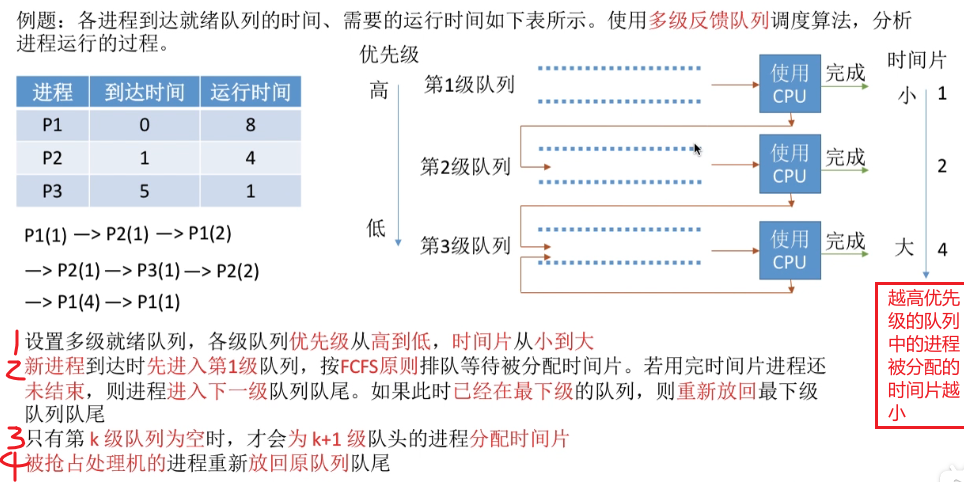 例题：各进程到达就绪队列的时间、需要的运行时间如下表所示。使用多级反馈队列调度算法，分析
进程运行的过程。
进程 到达时间 运行时间
P1 0 8
P2 1 4
P3 5 1
P1(1) —> P2(1) —> P1(2)
—> P2(1) —> P3(1) —> P2(2)
—> P1(4) —> P1(1)
优先级
高
低
第1级队列
使用
CPU
完成
第2级队列
使用
CPU
完成
第3级队列
使用
CPU
完成
时间片
小 1
2
大 4
越高优先
级的队列
中的进程
被分配的
时间片越
小
1 设置多级就绪队列，各级队列优先级从高到低，时间片从小到大
2 新进程到达时先进入第1级队列，按FCFS原则排队等待被分配时间片。若用完时间片进程还
未结束，则进程进入下一级队列队尾。如果此时已经在最下级的队列，则重新放回最下级
队列队尾
3 只有第 k 级队列为空时，才会为 k+1 级队头的进程分配时间片
4 被抢占处理机的进程重新放回原队列队尾